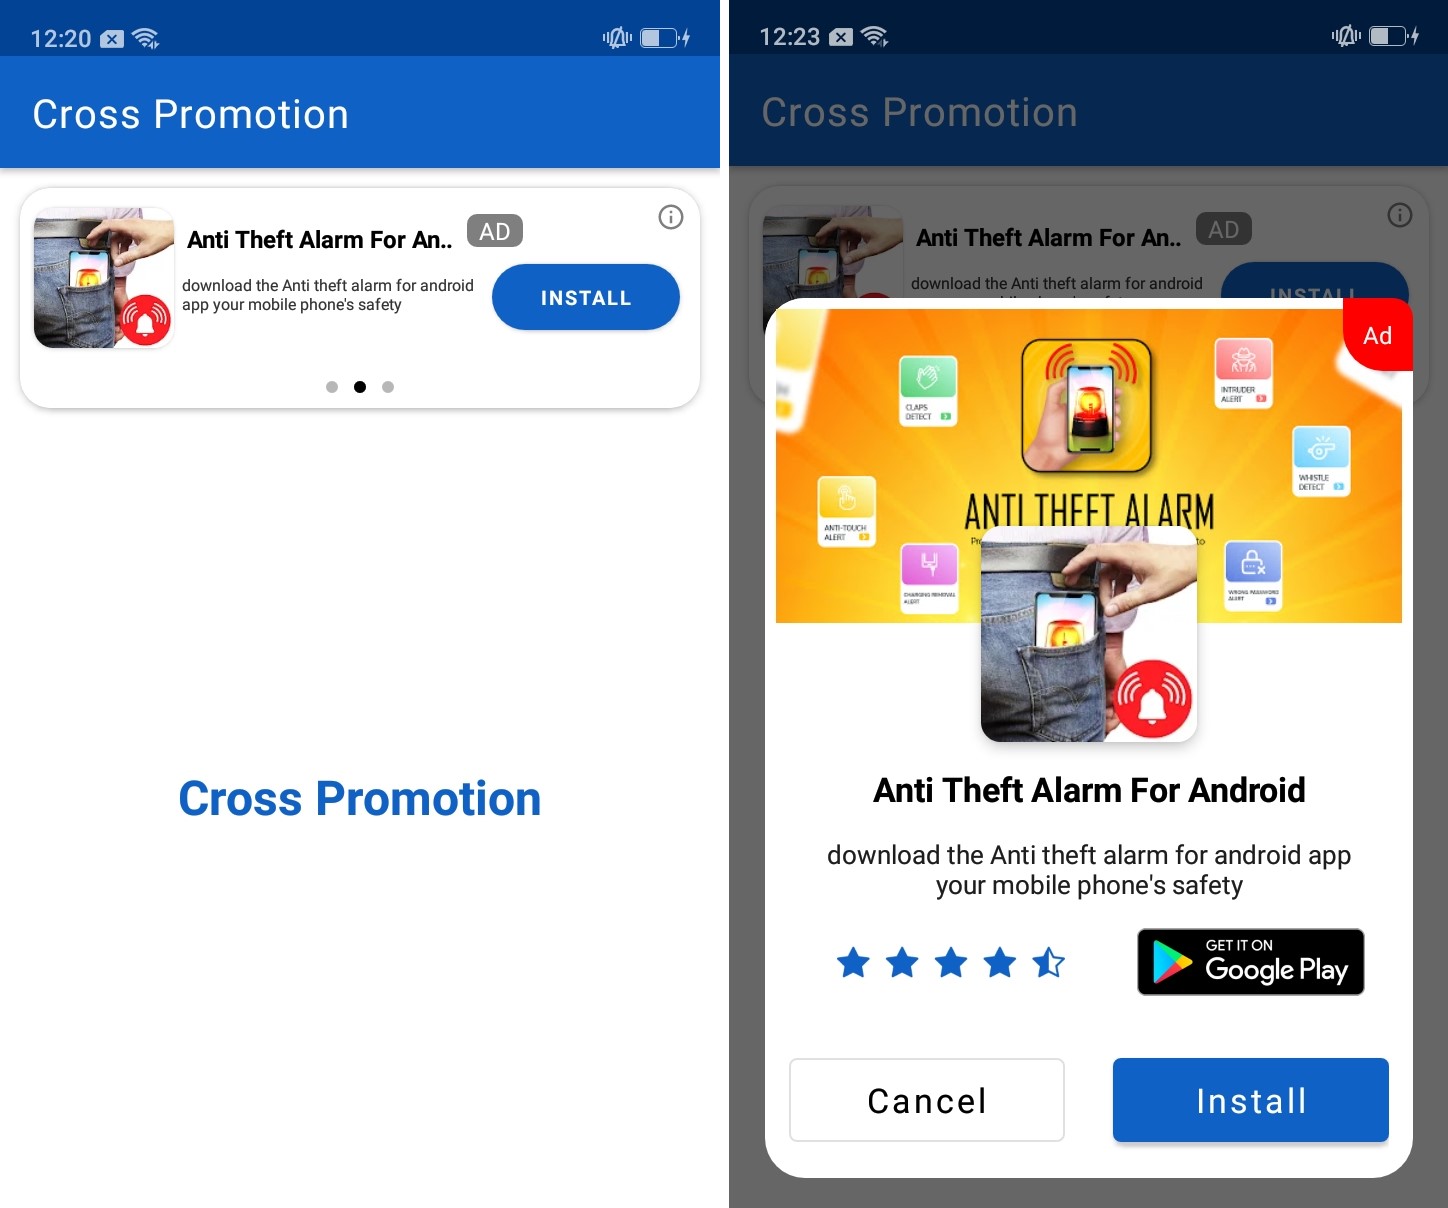 12:20
Cross Promotion
Anti Theft Alarm For An..
AD
download the Anti theft alarm for android
app your mobile phone's safety
INSTALL
Cross Promotion
12:23
Cross Promotion
Anti Theft Alarm For An..
AD
download the Anti theft alarm for android
INSTALL
Ad
CLAPS
DETECT
INTRUDER
ALERT
WHISTLE
DETECT
ANTI-TOUCH
ALERT
ANTI THEFT ALARM
Pr
to
CHARGING REMOVAL
ALERT
WRONG PASSWORD
ALERT
Anti Theft Alarm For Android
download the Anti theft alarm for android app
your mobile phone's safety
GET IT ON
Google Play
Cancel
Install